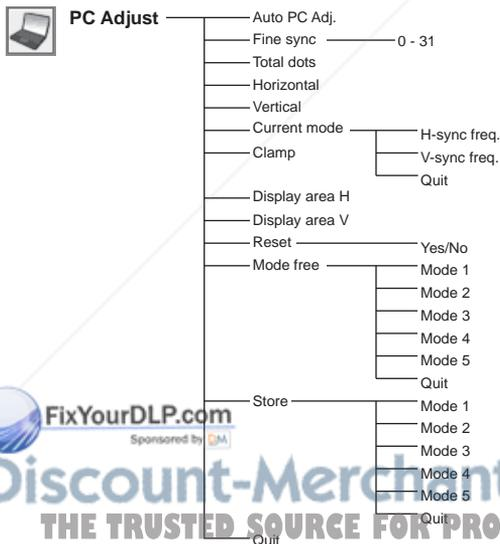 PC Adjust
Auto PC Adj.
Fine sync
0 - 31
Total dots
Horizontal
Vertical
Current mode
H-sync freq.
V-sync freq.
Quit
Clamp
Display area H
Display area V
Reset
Yes/No
Mode free
Mode 1
Mode 2
Mode 3
Mode 4
Mode 5
Quit
Store
Mode 1
Mode 2
Mode 3
Mode 4
Mode 5
Quit
Quit
FixYourDLP.com
Sponsored by DM
Discount-Merchant
THE TRUSTED SOURCE FOR PRO